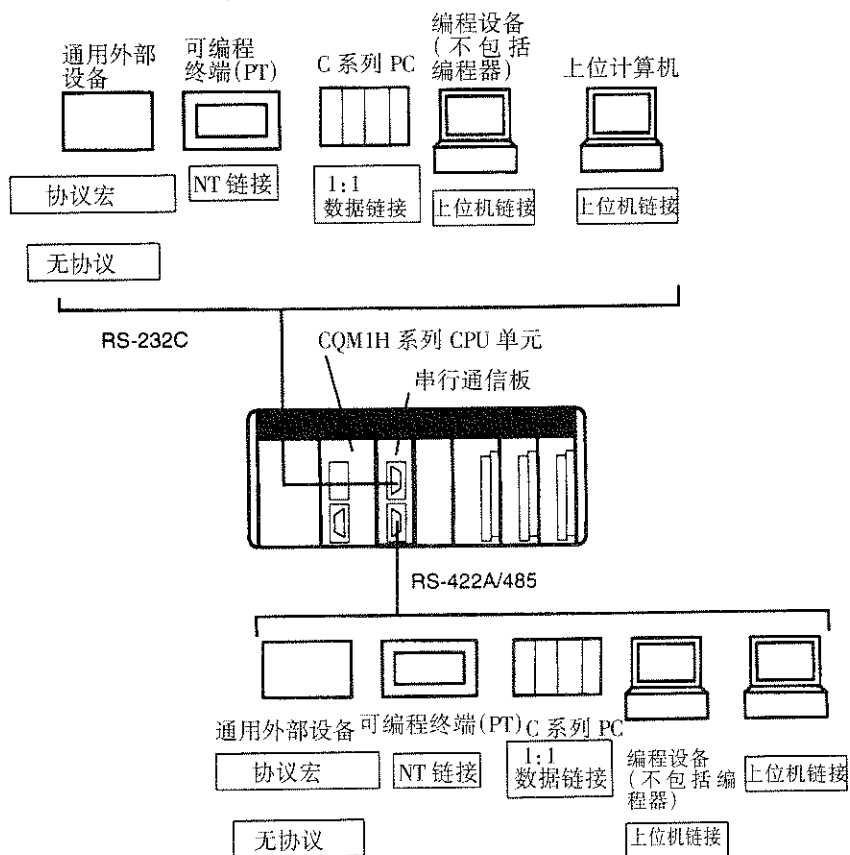 通用外部
设备
可编程
终端(PT)
C 系列 PC
编程设备
(不包括
编程器)
上位计算机
协议宏
NT 链接
1:1
数据链接
上位机链接
上位机链接
无协议
RS-232C
CQM1H 系列 CPU 单元
串行通信板
RS-422A/485
通用外部设备
可编程终端(PT)
C 系列 PC
协议宏
NT 链接
1:1
数据链接
编程设备
(不包括编
程器)
上位机链接
无协议
上位机链接